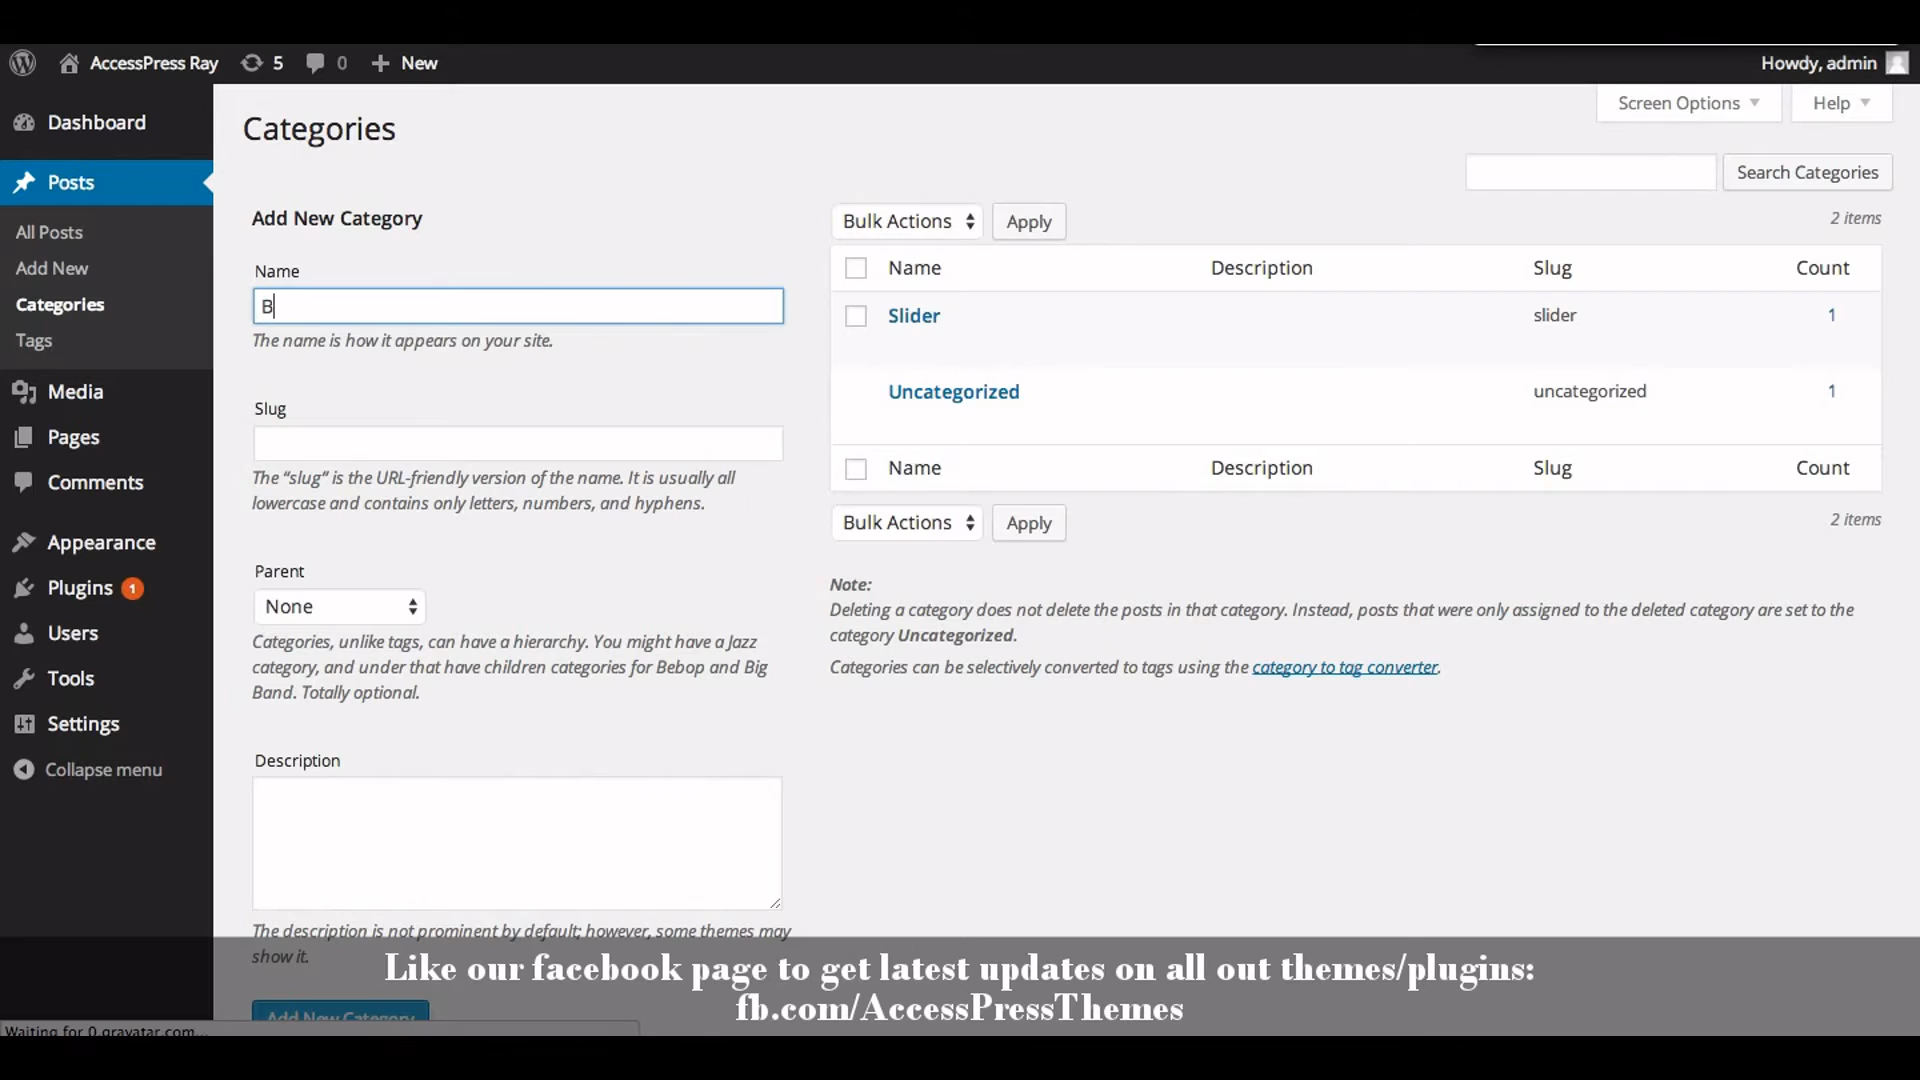 AccessPress Ray 5 0 New Howdy, admin
Dashboard
Posts
All Posts
Add New
Categories
Tags
Media
Pages
Comments
Appearance
Plugins 1
Users
Tools
Settings
Collapse menu
Screen Options Help
Categories
Search Categories
Add New Category
Name
B
The name is how it appears on your site.
Slug
The “slug” is the URL-friendly version of the name. It is usually all
lowercase and contains only letters, numbers, and hyphens.
Parent
None
Categories, unlike tags, can have a hierarchy. You might have a Jazz
category, and under that have children categories for Bebop and Big
Band. Totally optional.
Description
The description is not prominent by default; however, some themes may
show it.
Add New Category
Bulk Actions Apply 2 items
Name Description Slug Count
Slider slider 1
Uncategorized uncategorized 1
Name Description Slug Count
Bulk Actions Apply 2 items
Note:
Deleting a category does not delete the posts in that category. Instead, posts that were only assigned to the deleted category are set to the
category Uncategorized.
Categories can be selectively converted to tags using the category to tag converter.
Like our facebook page to get latest updates on all out themes/plugins:
fb.com/AccessPressThemes
Waiting for 0.gravatar.com...